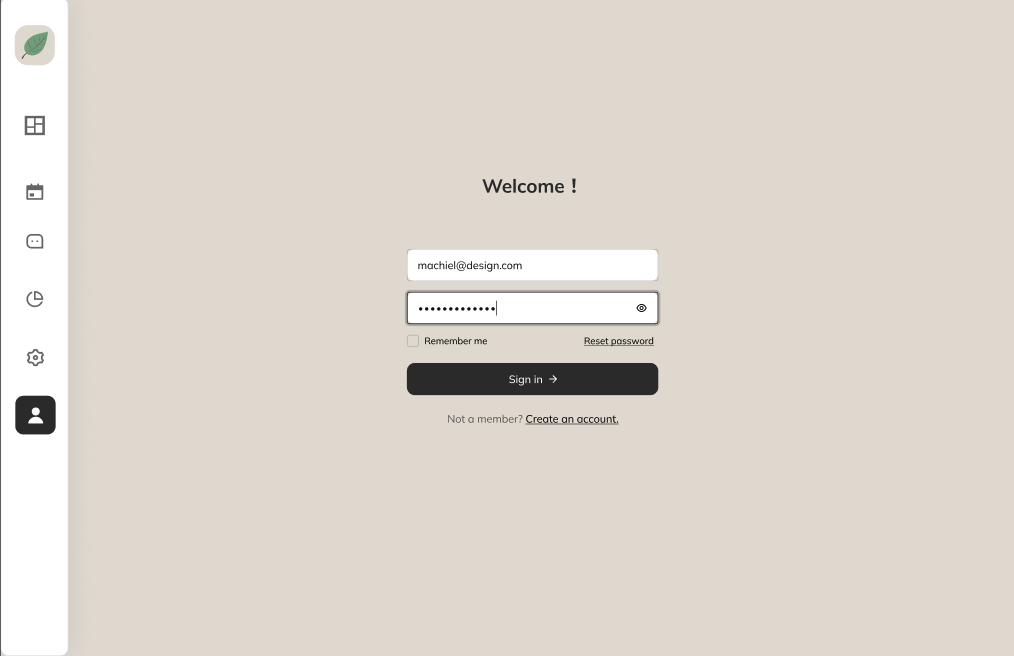 Welcome !
machiel@design.com
•••••••••••••
Remember me
Reset password
Sign in →
Not a member? Create an account.